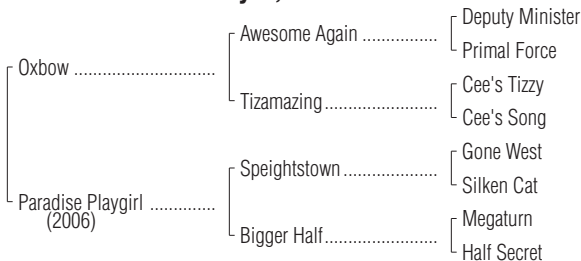 Deputy Minister
Awesome Again ................
Primal Force
Oxbow ..............................
Cee's Tizzy
Tizamazing........................
Cee's Song
Gone West
Speightstown....................
Silken Cat
Paradise Playgirl ..............
(2006)
Megaturn
Bigger Half........................
Half Secret